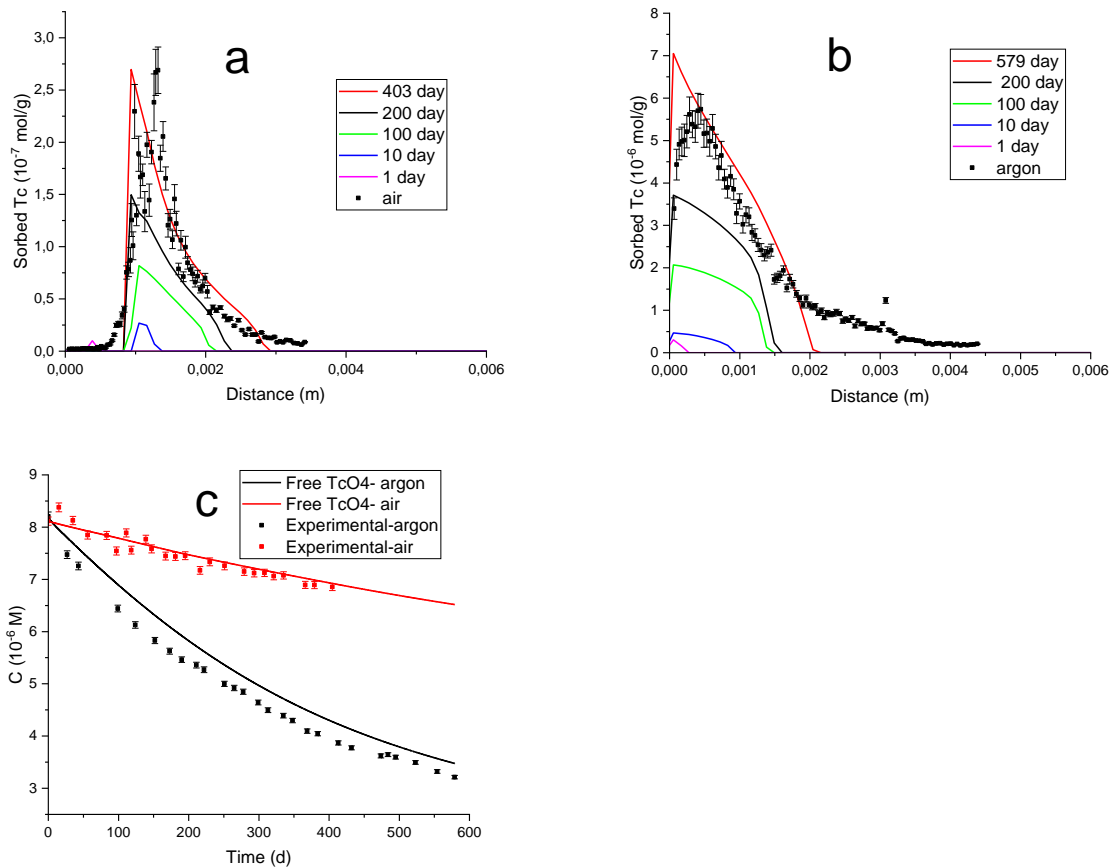 a
3,0
2,5
2,0
1,5
1,0
0,5
0,0
Sorbed Tc (10⁻⁷ mol/g)
403 day
200 day
100 day
10 day
1 day
air
0,000 0,002 0,004 0,006
Distance (m)
b
8
7
6
5
4
3
2
1
0
Sorbed Tc (10⁻⁶ mol/g)
579 day
200 day
100 day
10 day
1 day
argon
0,000 0,001 0,002 0,003 0,004 0,005 0,006
Distance (m)
c
9
8
7
6
5
4
3
C (10⁻⁶ M)
Free TcO4- argon
Free TcO4- air
Experimental-argon
Experimental-air
0 100 200 300 400 500 600
Time (d)